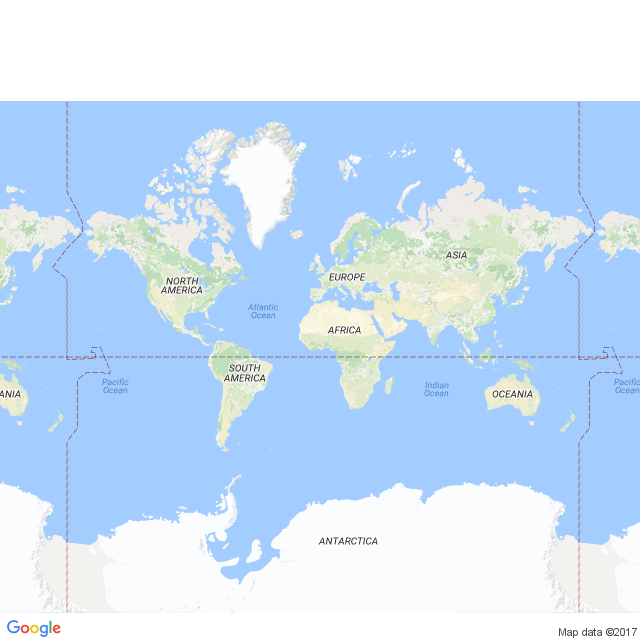 ASIA
EUROPE
NORTH
AMERICA
Atlantic
Ocean
AFRICA
SOUTH
AMERICA
Pacific
Ocean
Indian
Ocean
OCEANIA
Pacific
Ocean
ANIA
ANTARCTICA
Google
Map data ©2017